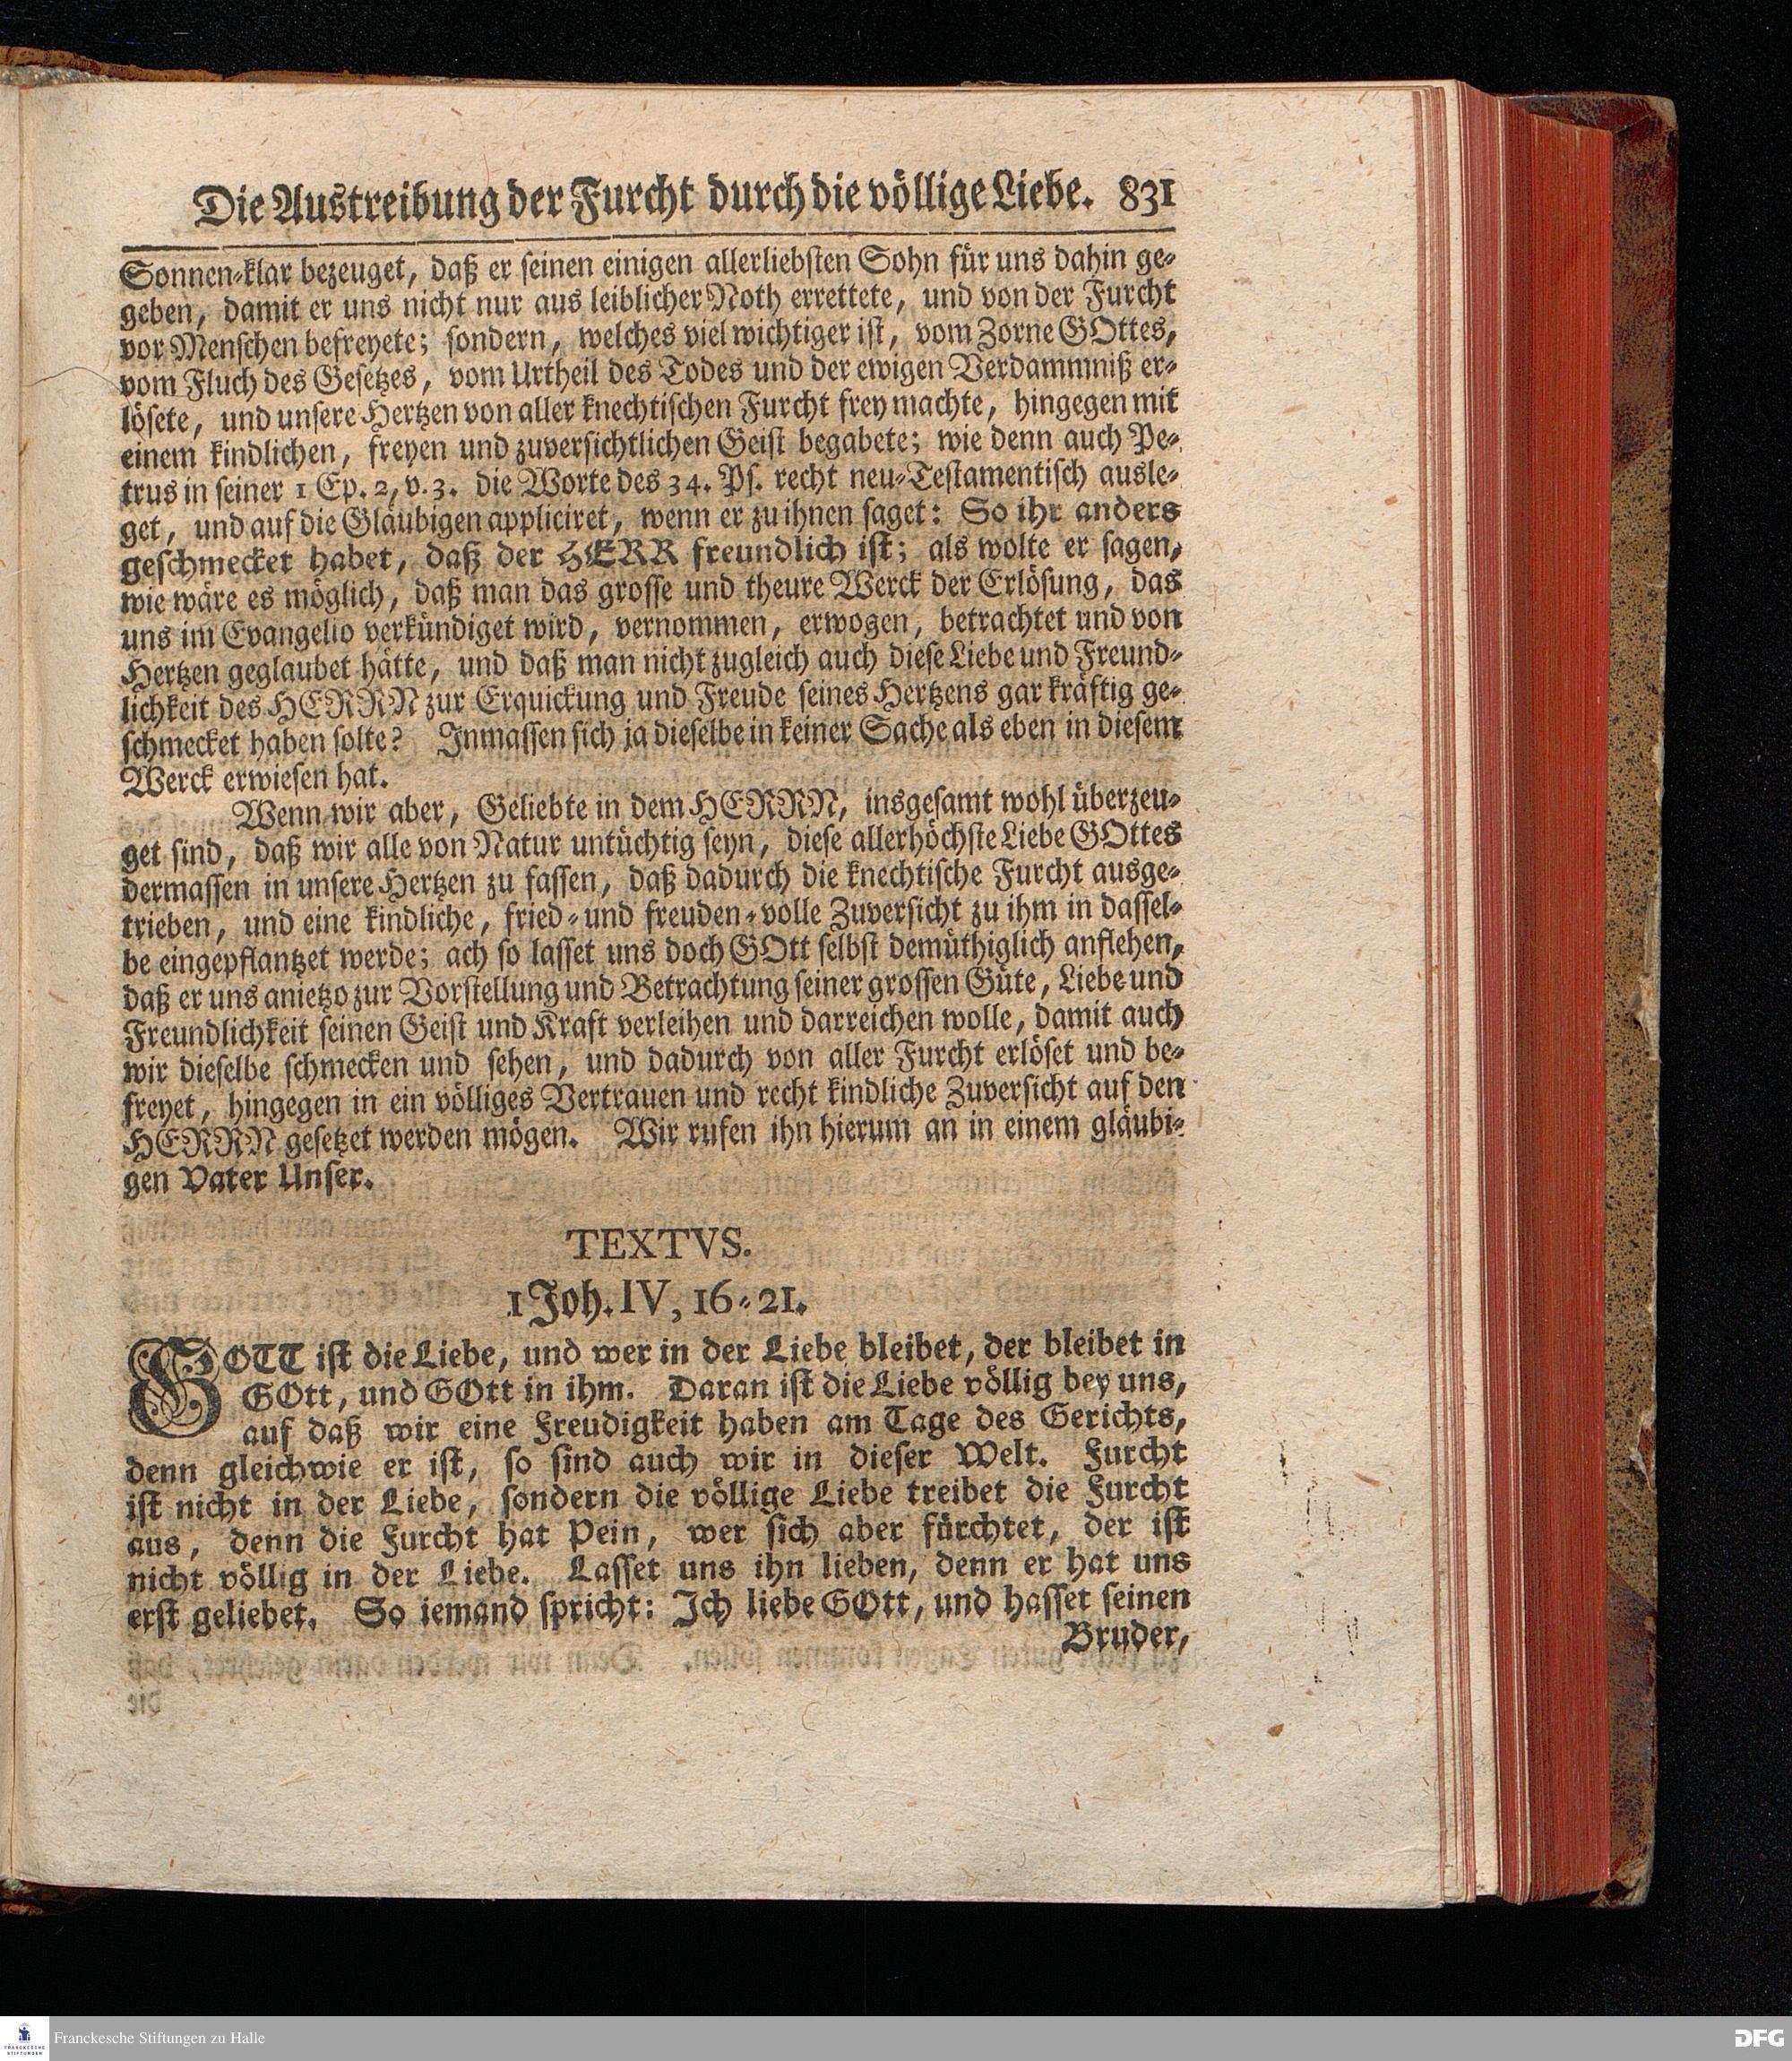 Die Austreibung der Furcht durch die völlige Liebe. 831
Sonnen-klar bezeuget, daß er seinen einigen allerliebsten Sohn für uns dahin ge-
geben, damit er uns nicht nur aus leiblicher Noth errettete, und von der Furcht
vor Menschen befreyete; sondern, welches viel wichtiger ist, vom Zorne GOttes,
vom Fluch des Gesetzes, vom Urtheil des Todes und der ewigen Verdammniß er-
lösete, und unsere Hertzen von aller knechtischen Furcht frey machte, hingegen mit
einem kindlichen, freyen und zuversichtlichen Geist begabete; wie denn auch Pe-
trus in seiner 1 Ep. 2, v. 3. die Worte des 34. Ps. recht neu-Testamentisch ausle-
get, und auf die Gläubigen appliciret, wenn er zu ihnen saget: So ihr anders
geschmecket habet, daß der HERR freundlich ist; als wolte er sagen,
wie wäre es möglich, daß man das grosse und theure Werck der Erlösung, das
uns im Evangelio verkündiget wird, vernommen, erwogen, betrachtet und von
Hertzen geglaubet hätte, und daß man nicht zugleich auch diese Liebe und Freund-
lichkeit des HERRN zur Erquickung und Freude seines Hertzens gar kräftig ge-
schmecket haben solte? Inmassen sich ja dieselbe in keiner Sache als eben in diesem
Werck erwiesen hat.
Wenn wir aber, Geliebte in dem HERRN, insgesamt wohl überzeu-
get sind, daß wir alle von Natur untüchtig seyn, diese allerhöchste Liebe GOttes
dermassen in unsere Hertzen zu fassen, daß dadurch die knechtische Furcht ausge-
trieben, und eine kindliche, fried- und freuden-volle Zuversicht zu ihm in dassel-
be eingepflantzet werde; ach so lasset uns doch GOtt selbst demüthiglich anflehen,
daß er uns anietzo zur Vorstellung und Betrachtung seiner grossen Güte, Liebe und
Freundlichkeit seinen Geist und Kraft verleihen und darreichen wolle, damit auch
wir dieselbe schmecken und sehen, und dadurch von aller Furcht erlöset und be-
freyet, hingegen in ein völliges Vertrauen und recht kindliche Zuversicht auf den
HERRN gesetzet werden mögen. Wir rufen ihn hierum an in einem gläubi-
gen Vater Unser.
TEXTVS.
1 Joh. IV, 16-21.
GOTT ist die Liebe, und wer in der Liebe bleibet, der bleibet in
GOtt, und GOtt in ihm. Daran ist die Liebe völlig bey uns,
auf daß wir eine Freudigkeit haben am Tage des Gerichts,
denn gleichwie er ist, so sind auch wir in dieser Welt. Furcht
ist nicht in der Liebe, sondern die völlige Liebe treibet die Furcht
aus, denn die Furcht hat Pein, wer sich aber fürchtet, der ist
nicht völlig in der Liebe. Lasset uns ihn lieben, denn er hat uns
erst geliebet. So iemand spricht: Ich liebe GOtt, und hasset seinen
Bruder,
Franckesche Stiftungen zu Halle
DFG